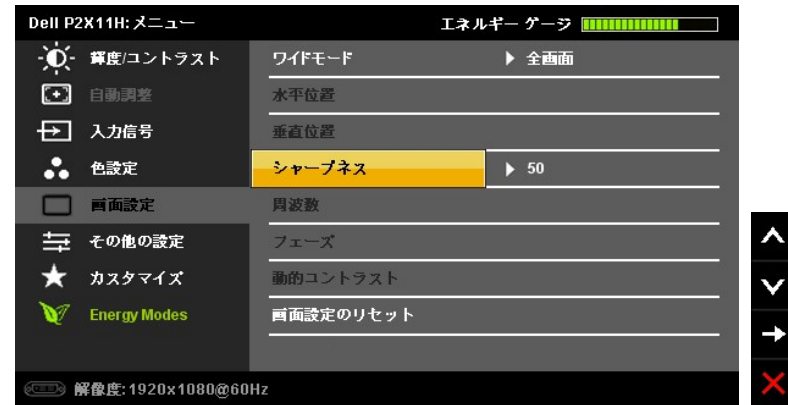 Dell P2X11H: メニュー
エネルギー ゲージ
輝度/コントラスト
自動調整
入力信号
色設定
画面設定
その他の設定
カスタマイズ
Energy Modes
ワイドモード 全画面
水平位置
垂直位置
シャープネス 50
周波数
フェーズ
動的コントラスト
画面設定のリセット
解像度: 1920x1080@60Hz